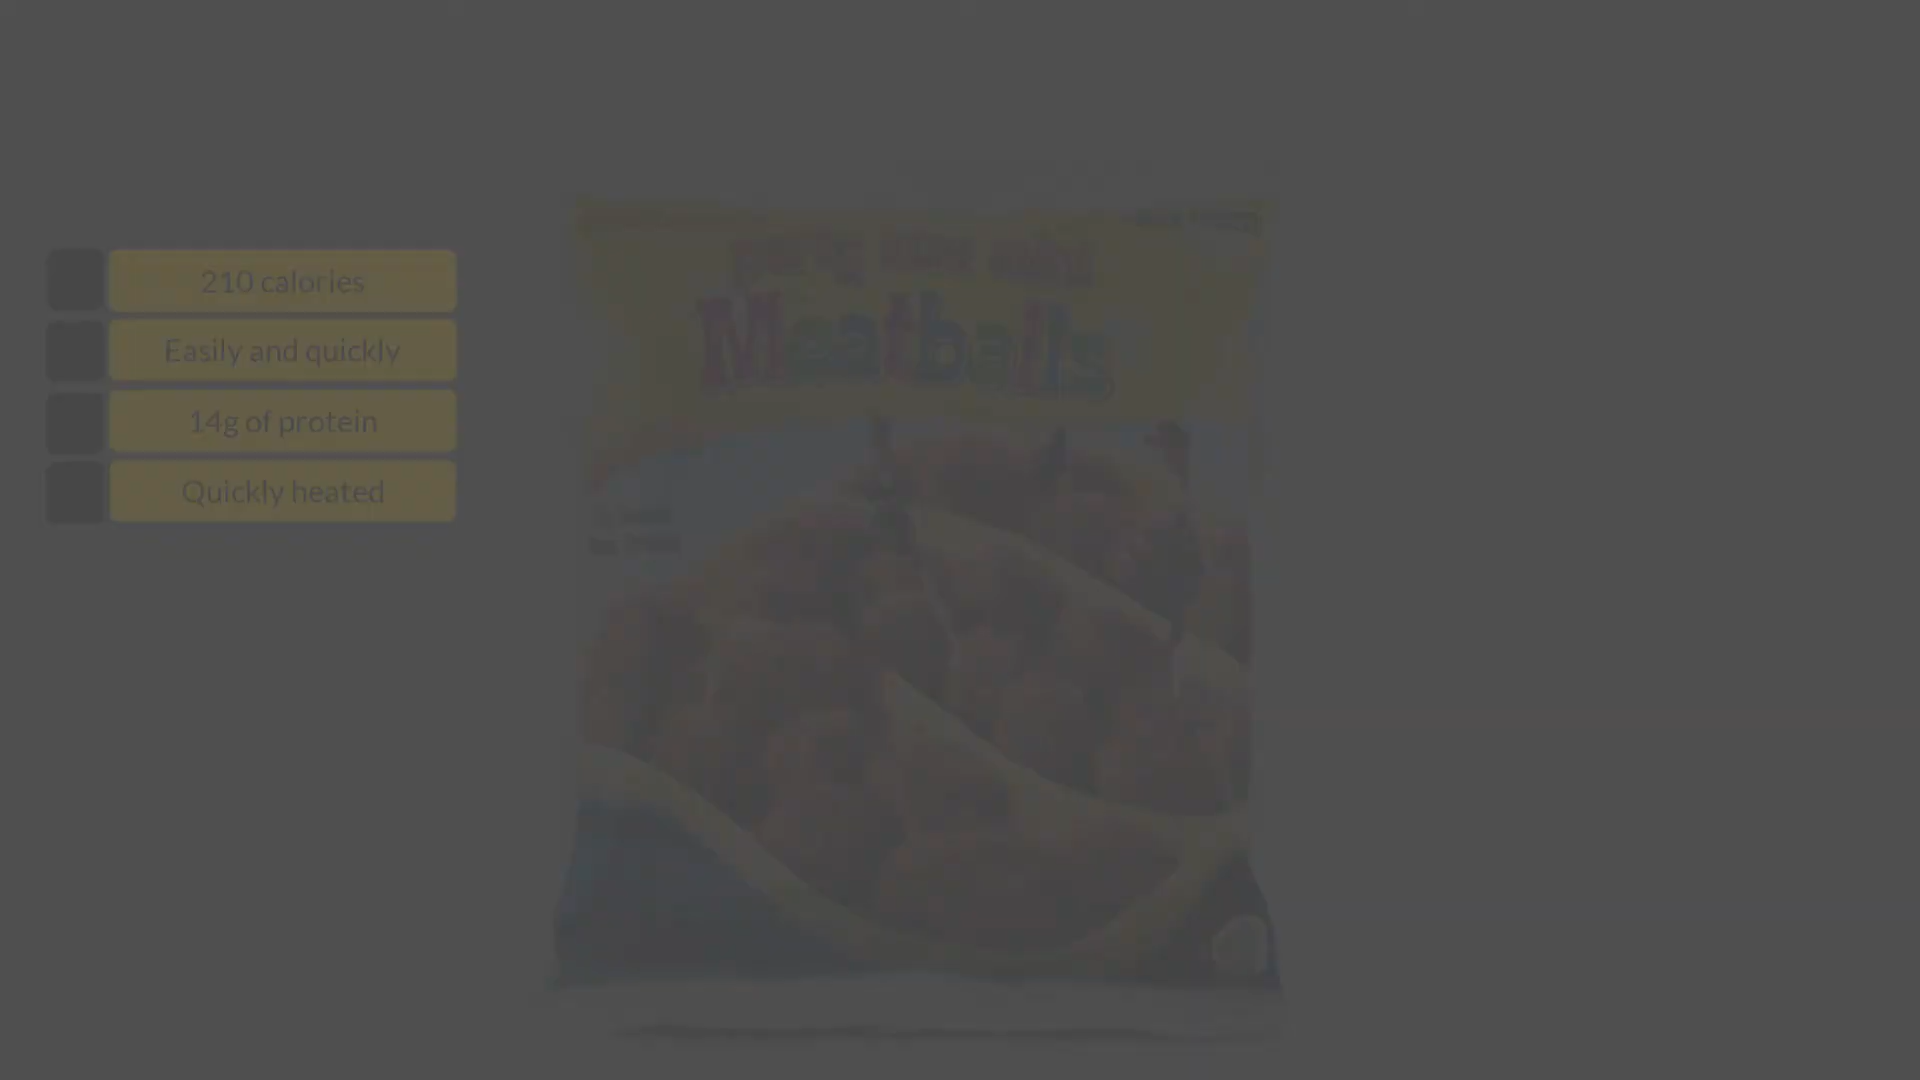 210 calories
Easily and quickly
14g of protein
Quickly heated
Meatballs